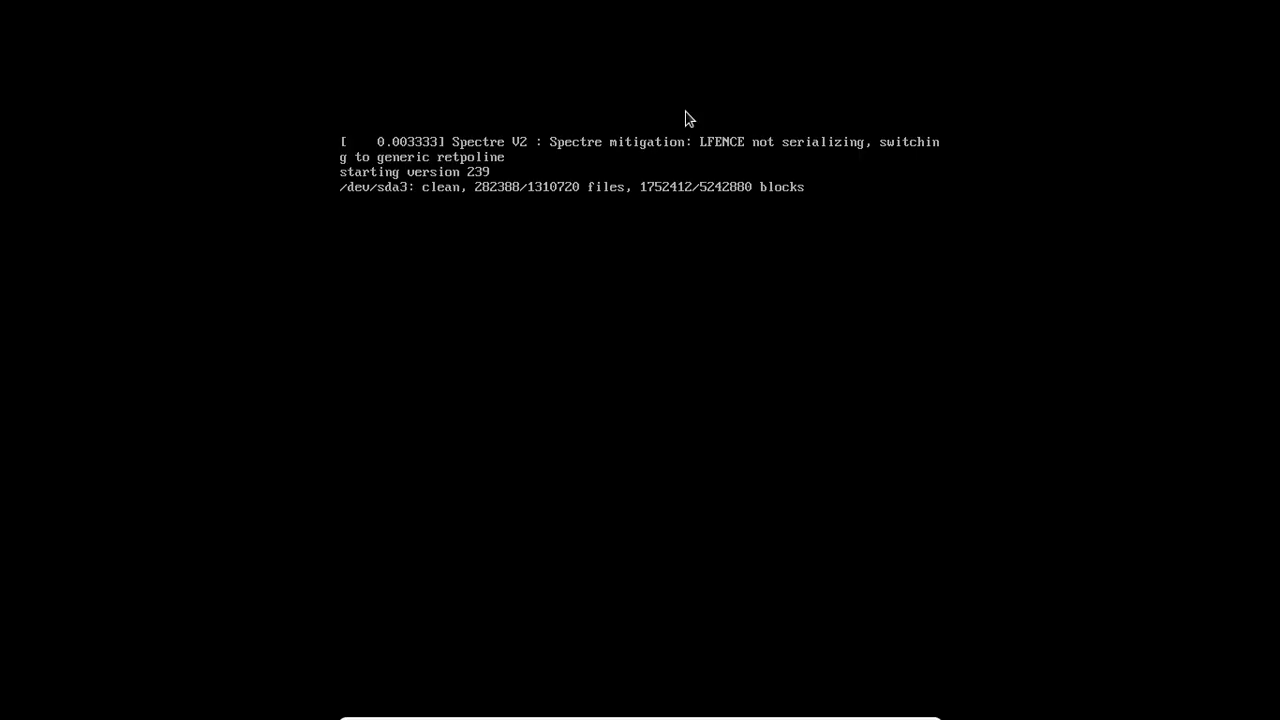 [    0.003333] Spectre V2 : Spectre mitigation: LFENCE not serializing, switchin
g to generic retpoline
starting version 239
/dev/sda3: clean, 282388/1310720 files, 1752412/5242880 blocks